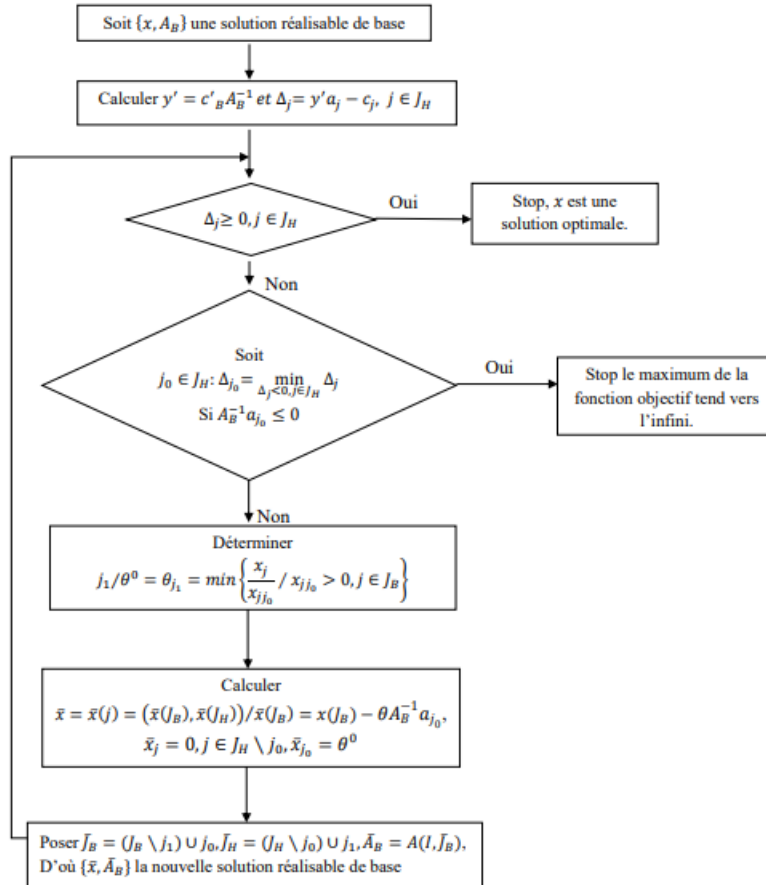 Soit {x, A_B} une solution réalisable de base
Calculer y′ = c′_B A_B^{-1} et Δ_j= y′a_j − c_j, j ∈ J_H
Δ_j≥ 0, j ∈ J_H
Oui
Stop, x est une
solution optimale.
Non
Soit
j_0 ∈ J_H: Δ_{j_0}= min_{Δ_j<0,j∈J_H} Δ_j
Si A_B^{-1}a_{j_0} ≤ 0
Oui
Stop le maximum de la
fonction objectif tend vers
l’infini.
Non
Déterminer
j_1/θ^0 = θ_{j_1} = min{x_j/x_{jj_0} / x_{jj_0} > 0, j ∈ J_B}
Calculer
x̄ = x̄(j) = (x̄(J_B), x̄(J_H))/x̄(J_B) = x(J_B) − θA_B^{-1}a_{j_0},
x̄_j = 0, j ∈ J_H ∖ j_0, x̄_{j_0} = θ^0
Poser J̄_B = (J_B ∖ j_1) ∪ j_0, J̄_H = (J_H ∖ j_0) ∪ j_1, Ā_B = A(I, J̄_B),
D’où {x̄, Ā_B} la nouvelle solution réalisable de base